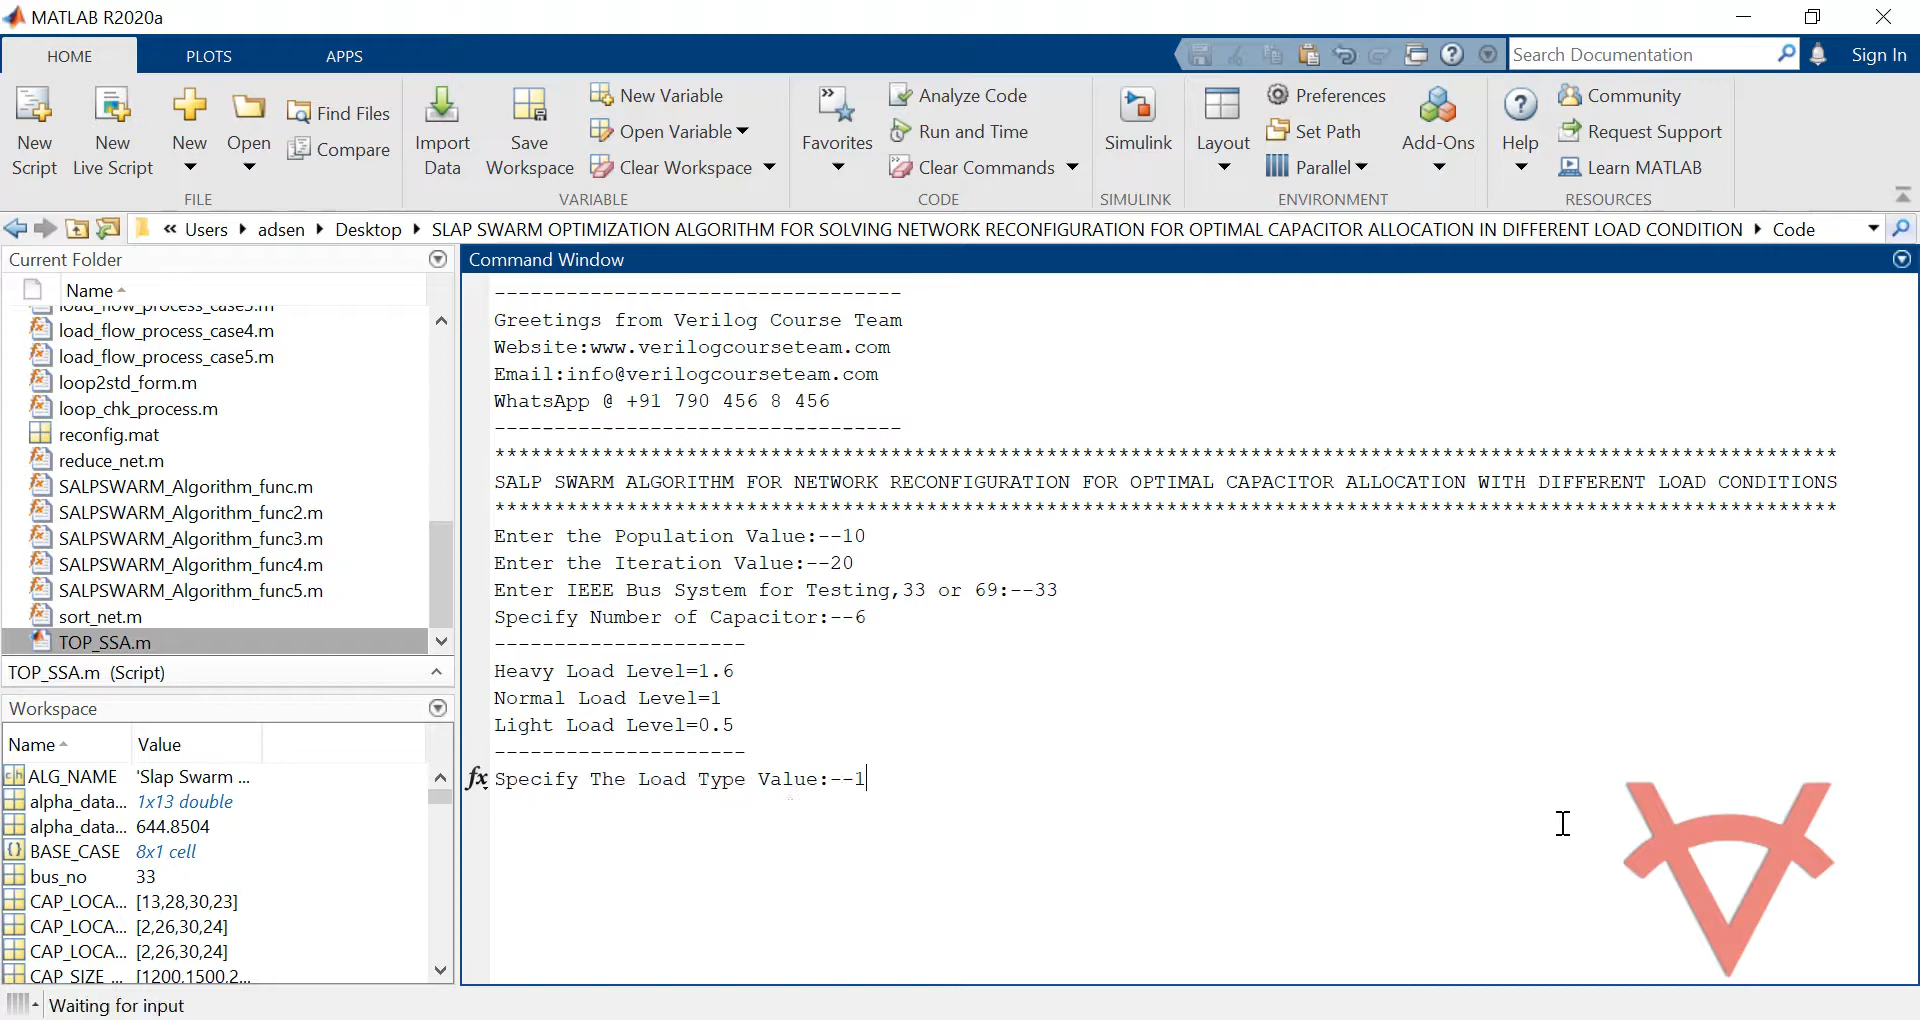 MATLAB R2020a
HOME PLOTS APPS
Search Documentation
Sign In
New Script
New Live Script
New
Open
Find Files
Compare
FILE
Import Data
Save Workspace
New Variable
Open Variable
Clear Workspace
VARIABLE
Favorites
Analyze Code
Run and Time
Clear Commands
CODE
Simulink
SIMULINK
Layout
Preferences
Set Path
Parallel
Add-Ons
ENVIRONMENT
Help
Community
Request Support
Learn MATLAB
RESOURCES
« Users ▸ adsen ▸ Desktop ▸ SLAP SWARM OPTIMIZATION ALGORITHM FOR SOLVING NETWORK RECONFIGURATION FOR OPTIMAL CAPACITOR ALLOCATION IN DIFFERENT LOAD CONDITION ▸ Code
Current Folder
Name
load_flow_process_case3.m
load_flow_process_case4.m
load_flow_process_case5.m
loop2std_form.m
loop_chk_process.m
reconfig.mat
reduce_net.m
SALPSWARM_Algorithm_func.m
SALPSWARM_Algorithm_func2.m
SALPSWARM_Algorithm_func3.m
SALPSWARM_Algorithm_func4.m
SALPSWARM_Algorithm_func5.m
sort_net.m
TOP_SSA.m
TOP_SSA.m (Script)
Workspace
Name Value
ALG_NAME 'Slap Swarm ...
alpha_data... 1x13 double
alpha_data... 644.8504
BASE_CASE 8x1 cell
bus_no 33
CAP_LOCA... [13,28,30,23]
CAP_LOCA... [2,26,30,24]
CAP_LOCA... [2,26,30,24]
CAP_SIZE ... [1200,1500,2...
Waiting for input
Command Window
----------------------------------
Greetings from Verilog Course Team
Website:www.verilogcourseteam.com
Email:info@verilogcourseteam.com
WhatsApp @ +91 790 456 8 456
----------------------------------
****************************************************************************************************************
SALP SWARM ALGORITHM FOR NETWORK RECONFIGURATION FOR OPTIMAL CAPACITOR ALLOCATION WITH DIFFERENT LOAD CONDITIONS
****************************************************************************************************************
Enter the Population Value:--10
Enter the Iteration Value:--20
Enter IEEE Bus System for Testing,33 or 69:--33
Specify Number of Capacitor:--6
---------------------
Heavy Load Level=1.6
Normal Load Level=1
Light Load Level=0.5
---------------------
fx Specify The Load Type Value:--1